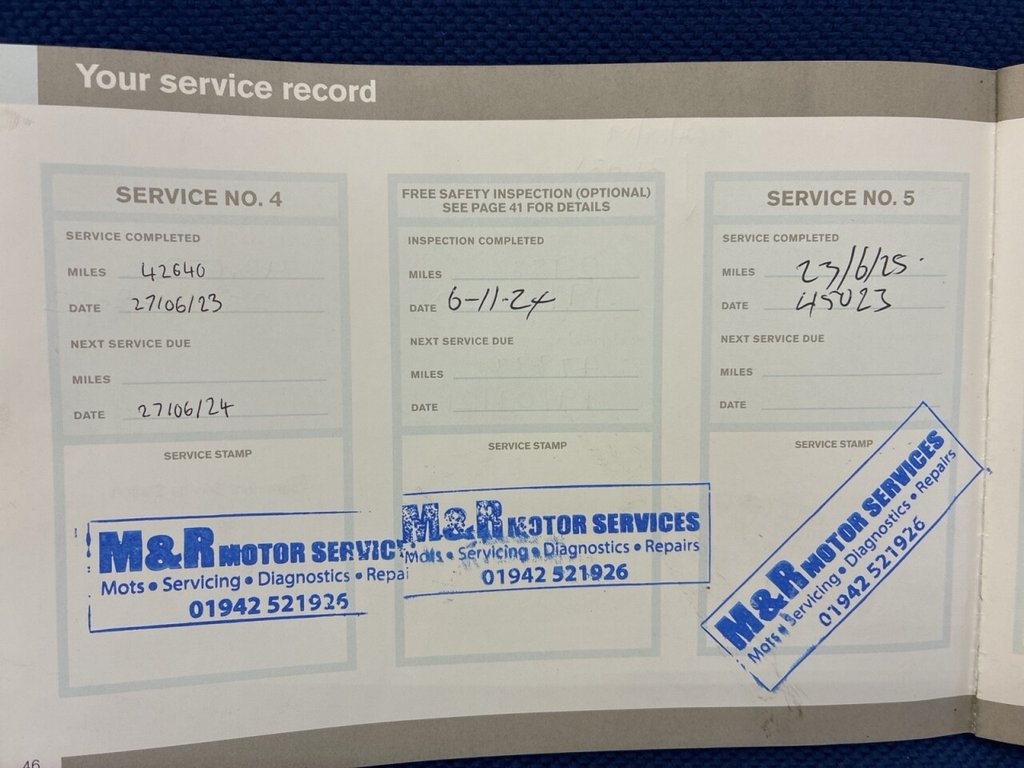 Your service record
SERVICE NO. 4
SERVICE COMPLETED
MILES 42640
DATE 27/06/23
NEXT SERVICE DUE
MILES
DATE 27/06/24
SERVICE STAMP
M&R MOTOR SERVIC
Mots • Servicing • Diagnostics • Repai
01942 521926
FREE SAFETY INSPECTION (OPTIONAL)
SEE PAGE 41 FOR DETAILS
INSPECTION COMPLETED
MILES
DATE 6-11-24
NEXT SERVICE DUE
MILES
DATE
SERVICE STAMP
M&R MOTOR SERVICES
Mots • Servicing • Diagnostics • Repairs
01942 521926
SERVICE NO. 5
SERVICE COMPLETED
MILES 23/6/25.
DATE 45023
NEXT SERVICE DUE
MILES
DATE
SERVICE STAMP
M&R MOTOR SERVICES
Mots • Servicing • Diagnostics • Repairs
01942 521926
46